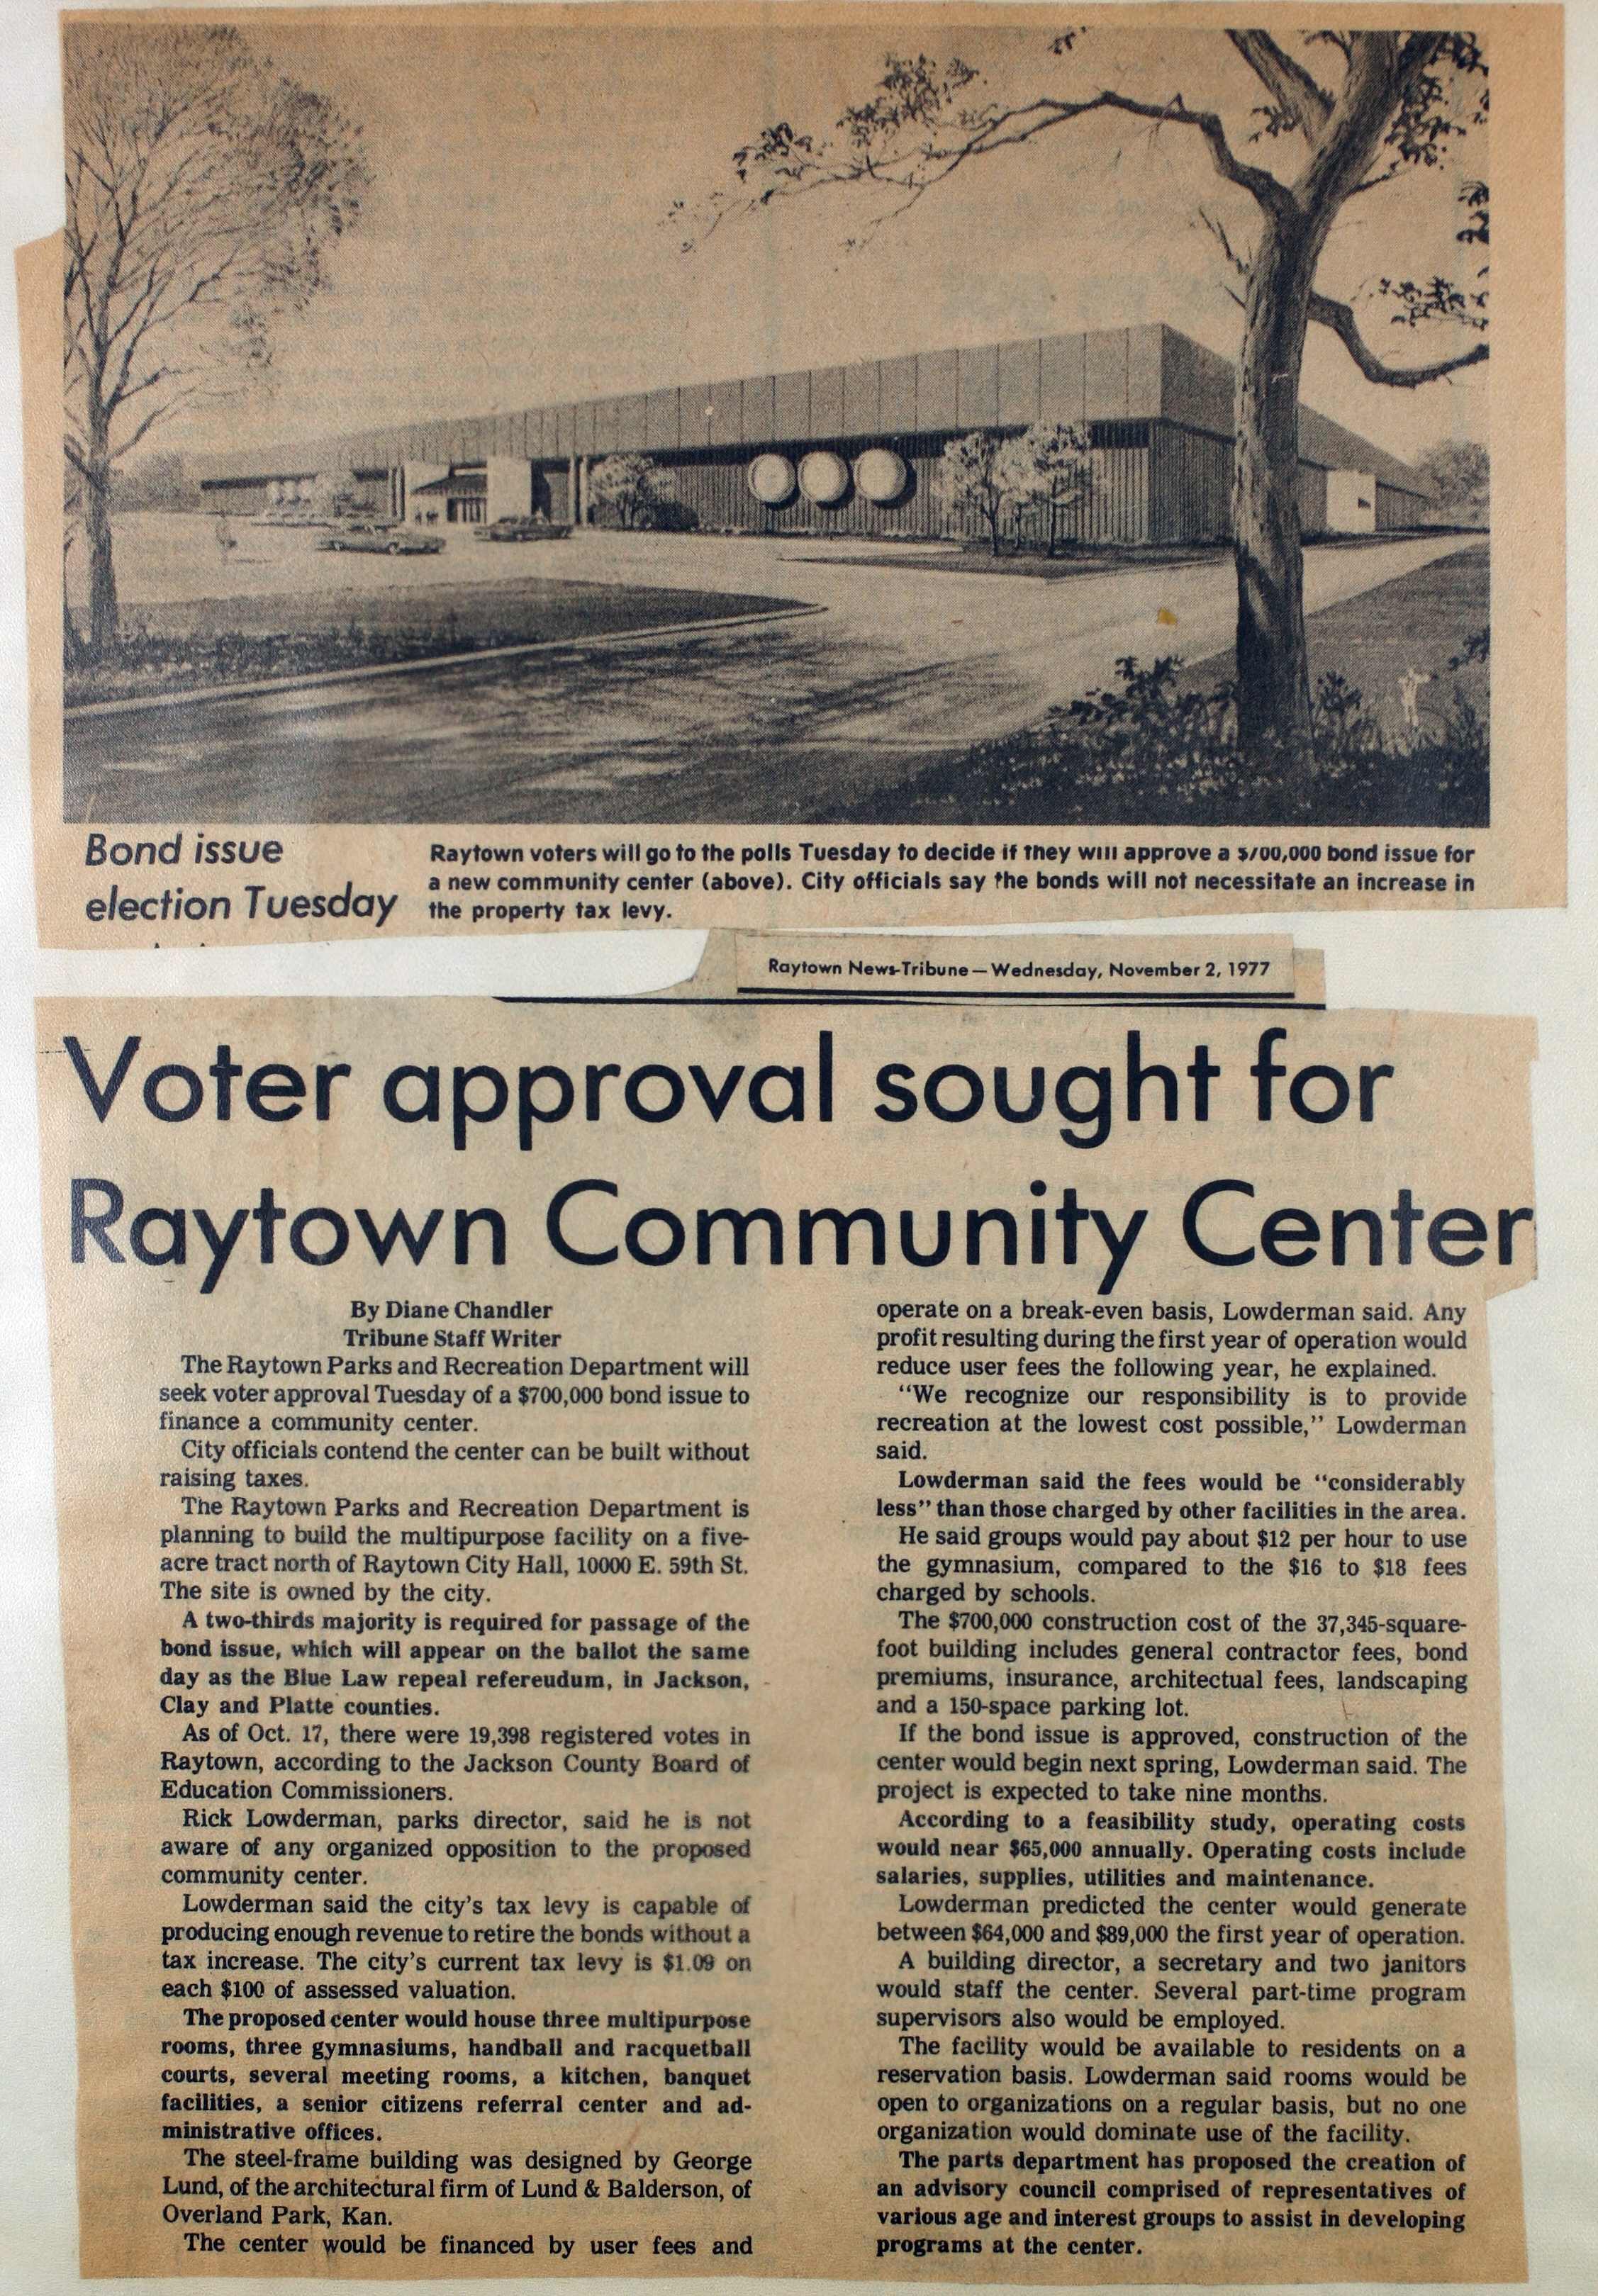 Bond issue
election Tuesday
Raytown voters will go to the polls Tuesday to decide if they will approve a $700,000 bond issue for
a new community center (above). City officials say the bonds will not necessitate an increase in
the property tax levy.
Raytown News-Tribune — Wednesday, November 2, 1977
Voter approval sought for
Raytown Community Center
By Diane Chandler
Tribune Staff Writer
The Raytown Parks and Recreation Department will
seek voter approval Tuesday of a $700,000 bond issue to
finance a community center.
City officials contend the center can be built without
raising taxes.
The Raytown Parks and Recreation Department is
planning to build the multipurpose facility on a five-
acre tract north of Raytown City Hall, 10000 E. 59th St.
The site is owned by the city.
A two-thirds majority is required for passage of the
bond issue, which will appear on the ballot the same
day as the Blue Law repeal refereudum, in Jackson,
Clay and Platte counties.
As of Oct. 17, there were 19,398 registered votes in
Raytown, according to the Jackson County Board of
Education Commissioners.
Rick Lowderman, parks director, said he is not
aware of any organized opposition to the proposed
community center.
Lowderman said the city's tax levy is capable of
producing enough revenue to retire the bonds without a
tax increase. The city's current tax levy is $1.09 on
each $100 of assessed valuation.
The proposed center would house three multipurpose
rooms, three gymnasiums, handball and racquetball
courts, several meeting rooms, a kitchen, banquet
facilities, a senior citizens referral center and ad-
ministrative offices.
The steel-frame building was designed by George
Lund, of the architectural firm of Lund & Balderson, of
Overland Park, Kan.
The center would be financed by user fees and
operate on a break-even basis, Lowderman said. Any
profit resulting during the first year of operation would
reduce user fees the following year, he explained.
"We recognize our responsibility is to provide
recreation at the lowest cost possible," Lowderman
said.
Lowderman said the fees would be "considerably
less" than those charged by other facilities in the area.
He said groups would pay about $12 per hour to use
the gymnasium, compared to the $16 to $18 fees
charged by schools.
The $700,000 construction cost of the 37,345-square-
foot building includes general contractor fees, bond
premiums, insurance, architectual fees, landscaping
and a 150-space parking lot.
If the bond issue is approved, construction of the
center would begin next spring, Lowderman said. The
project is expected to take nine months.
According to a feasibility study, operating costs
would near $65,000 annually. Operating costs include
salaries, supplies, utilities and maintenance.
Lowderman predicted the center would generate
between $64,000 and $89,000 the first year of operation.
A building director, a secretary and two janitors
would staff the center. Several part-time program
supervisors also would be employed.
The facility would be available to residents on a
reservation basis. Lowderman said rooms would be
open to organizations on a regular basis, but no one
organization would dominate use of the facility.
The parts department has proposed the creation of
an advisory council comprised of representatives of
various age and interest groups to assist in developing
programs at the center.